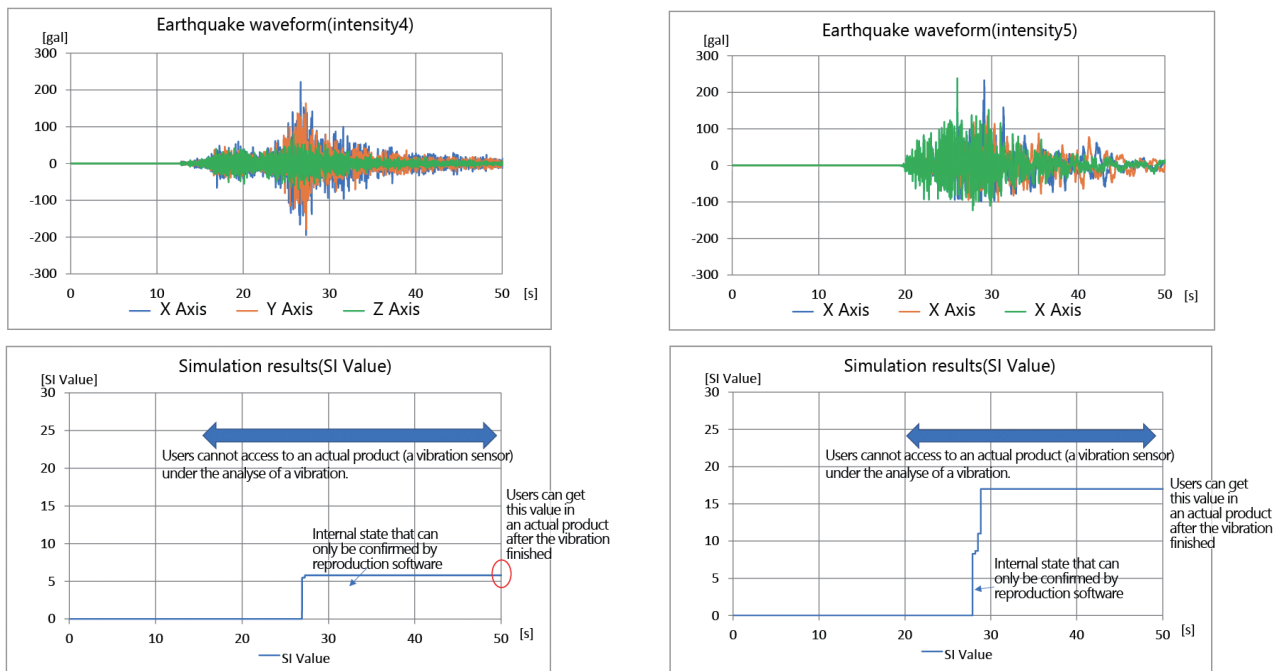 Earthquake waveform(intensity4)
[gal]
300
200
100
0
-100
-200
-300
0 10 20 30 40 50 [s]
X Axis Y Axis Z Axis
Earthquake waveform(intensity5)
[gal]
300
200
100
0
-100
-200
-300
0 10 20 30 40 50 [s]
X Axis X Axis X Axis
Simulation results(SI Value)
[SI Value]
30
25
20
15
10
5
0
Users cannot access to an actual product (a vibration sensor)
under the analyse of a vibration.
Users can get
this value in
an actual product
after the vibration
finished
Internal state that can
only be confirmed by
reproduction software
0 10 20 30 40 50 [s]
SI Value
Simulation results(SI Value)
[SI Value]
30
25
20
15
10
5
0
Users cannot access to an actual product (a vibration sensor)
under the analyse of a vibration.
Users can get
this value in
an actual product
after the vibration
finished
Internal state that can
only be confirmed by
reproduction software
0 10 20 30 40 50 [s]
SI Value